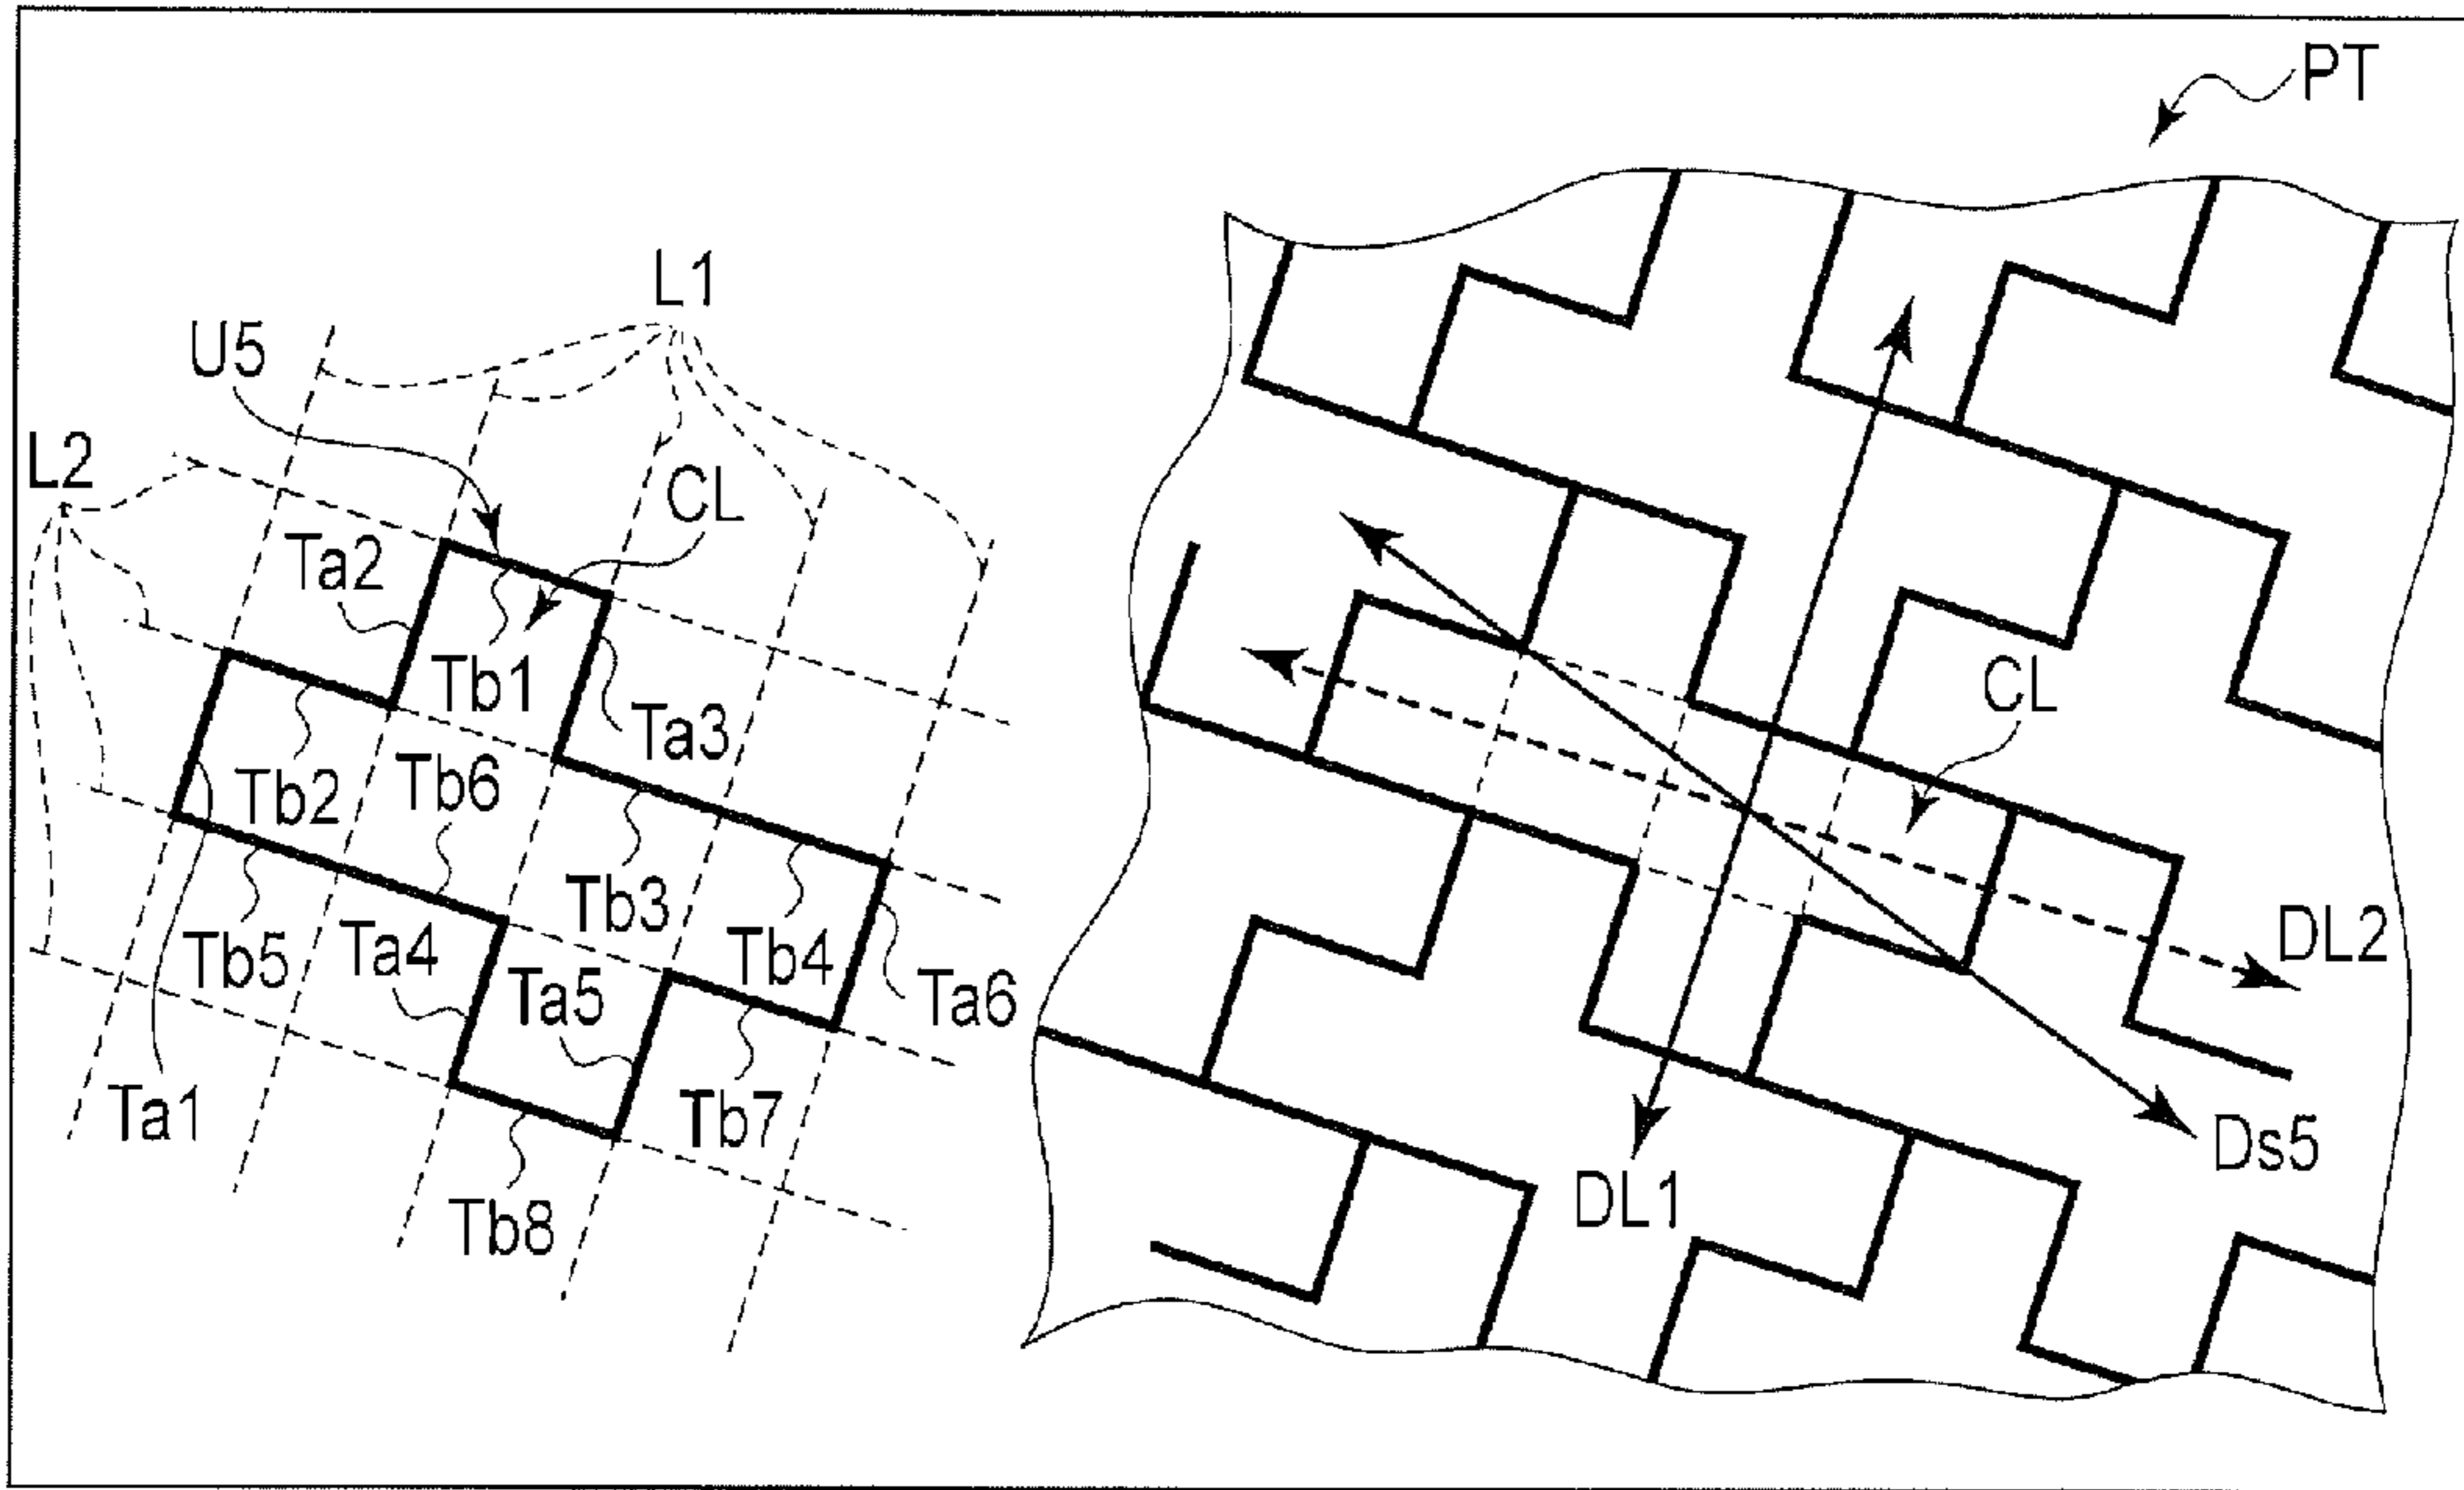 PT
L1
U5
L2
CL
Ta2
Tb1
Ta3
CL
Tb2
Tb6
Tb3
DL2
Tb5
Ta4
Ta5
Tb4
Ta6
Ta1
Tb7
Ds5
Tb8
DL1